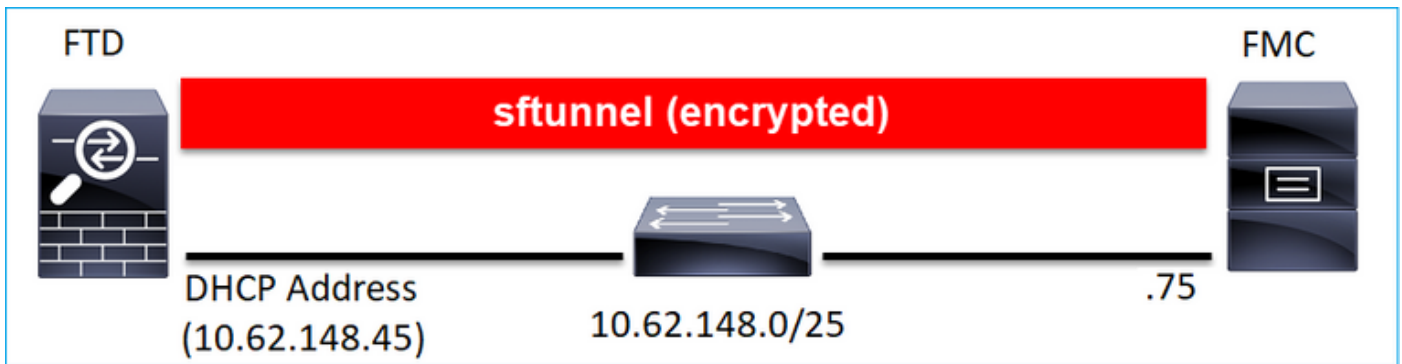 FTD
FMC
sftunnel (encrypted)
DHCP Address
(10.62.148.45)
10.62.148.0/25
.75